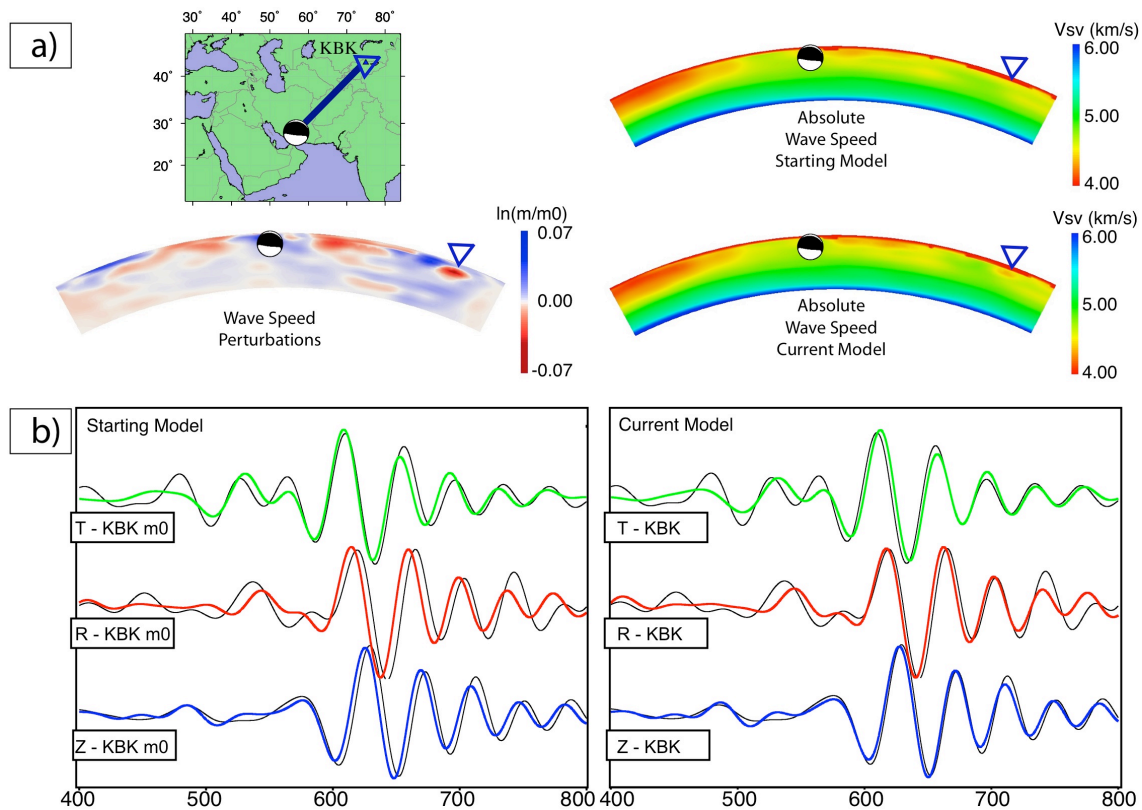 a)
30° 40° 50° 60° 70° 80°
40°
30°
20°
KBK
Vsv (km/s)
6.00
5.00
4.00
Absolute
Wave Speed
Starting Model
ln(m/m0)
0.07
0.00
-0.07
Wave Speed
Perturbations
Vsv (km/s)
6.00
5.00
4.00
Absolute
Wave Speed
Current Model
b)
Starting Model
T - KBK m0
R - KBK m0
Z - KBK m0
400 500 600 700 800
Current Model
T - KBK
R - KBK
Z - KBK
400 500 600 700 800